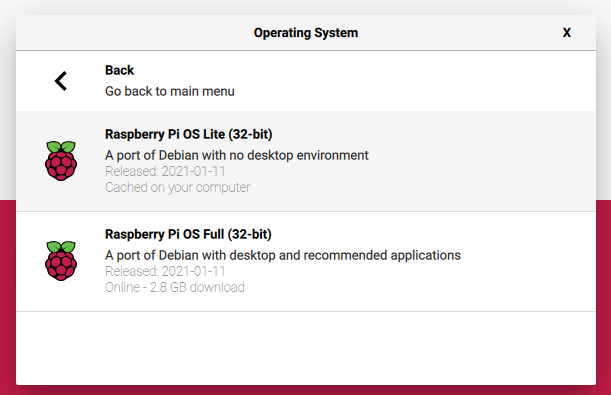 Operating System
X
Back
Go back to main menu
Raspberry Pi OS Lite (32-bit)
A port of Debian with no desktop environment
Released: 2021-01-11
Cached on your computer
Raspberry Pi OS Full (32-bit)
A port of Debian with desktop and recommended applications
Released: 2021-01-11
Online - 2.8 GB download